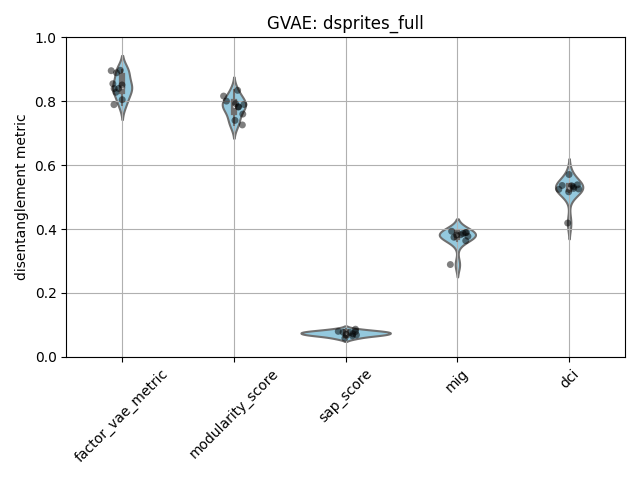 GVAE: dsprites_full
1.0
0.8
0.6
0.4
0.2
0.0
disentanglement metric
factor_vae_metric
modularity_score
sap_score
mig
dci